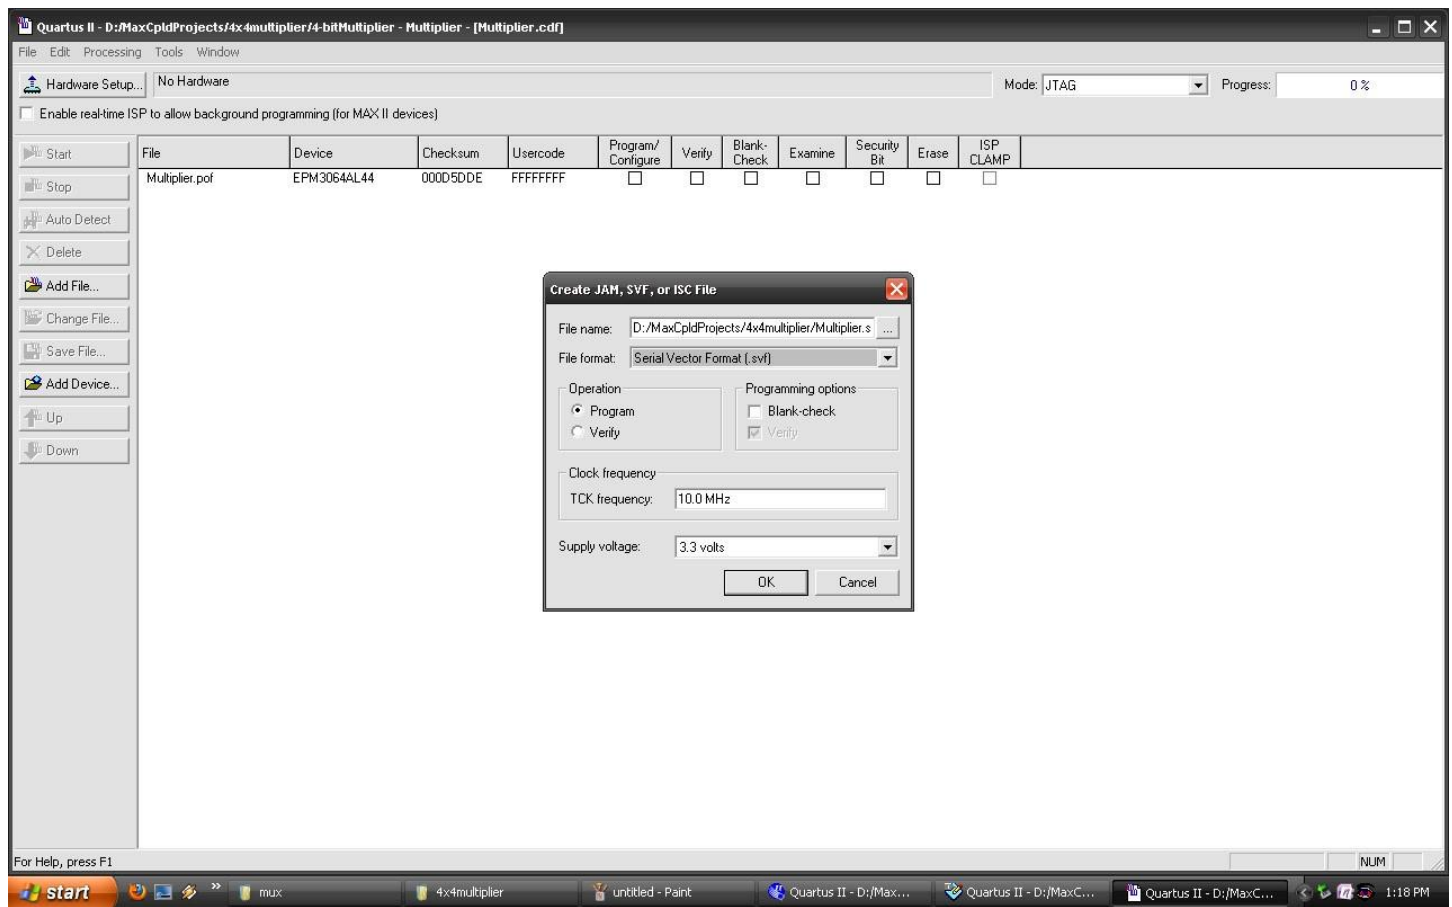 Quartus II - D:/MaxCpldProjects/4x4multiplier/4-bitMultiplier - Multiplier - [Multiplier.cdf]
File Edit Processing Tools Window
Hardware Setup... No Hardware Mode: JTAG Progress: 0 %
Enable real-time ISP to allow background programming (for MAX II devices)
File Device Checksum Usercode Program/ Configure Verify Blank- Check Examine Security Bit Erase ISP CLAMP
Multiplier.pof EPM3064AL44 000D5DDE FFFFFFFF
Start
Stop
Auto Detect
Delete
Add File...
Change File...
Save File...
Add Device...
Up
Down
Create JAM, SVF, or ISC File
File name: D:/MaxCpldProjects/4x4multiplier/Multiplier.s ...
File format: Serial Vector Format (.svf)
Operation Programming options
Program Blank-check
Verify Verify
Clock frequency
TCK frequency: 10.0 MHz
Supply voltage: 3.3 volts
OK Cancel
For Help, press F1 NUM
start » mux 4x4multiplier untitled - Paint Quartus II - D:/Max... Quartus II - D:/MaxC... Quartus II - D:/MaxC... 1:18 PM